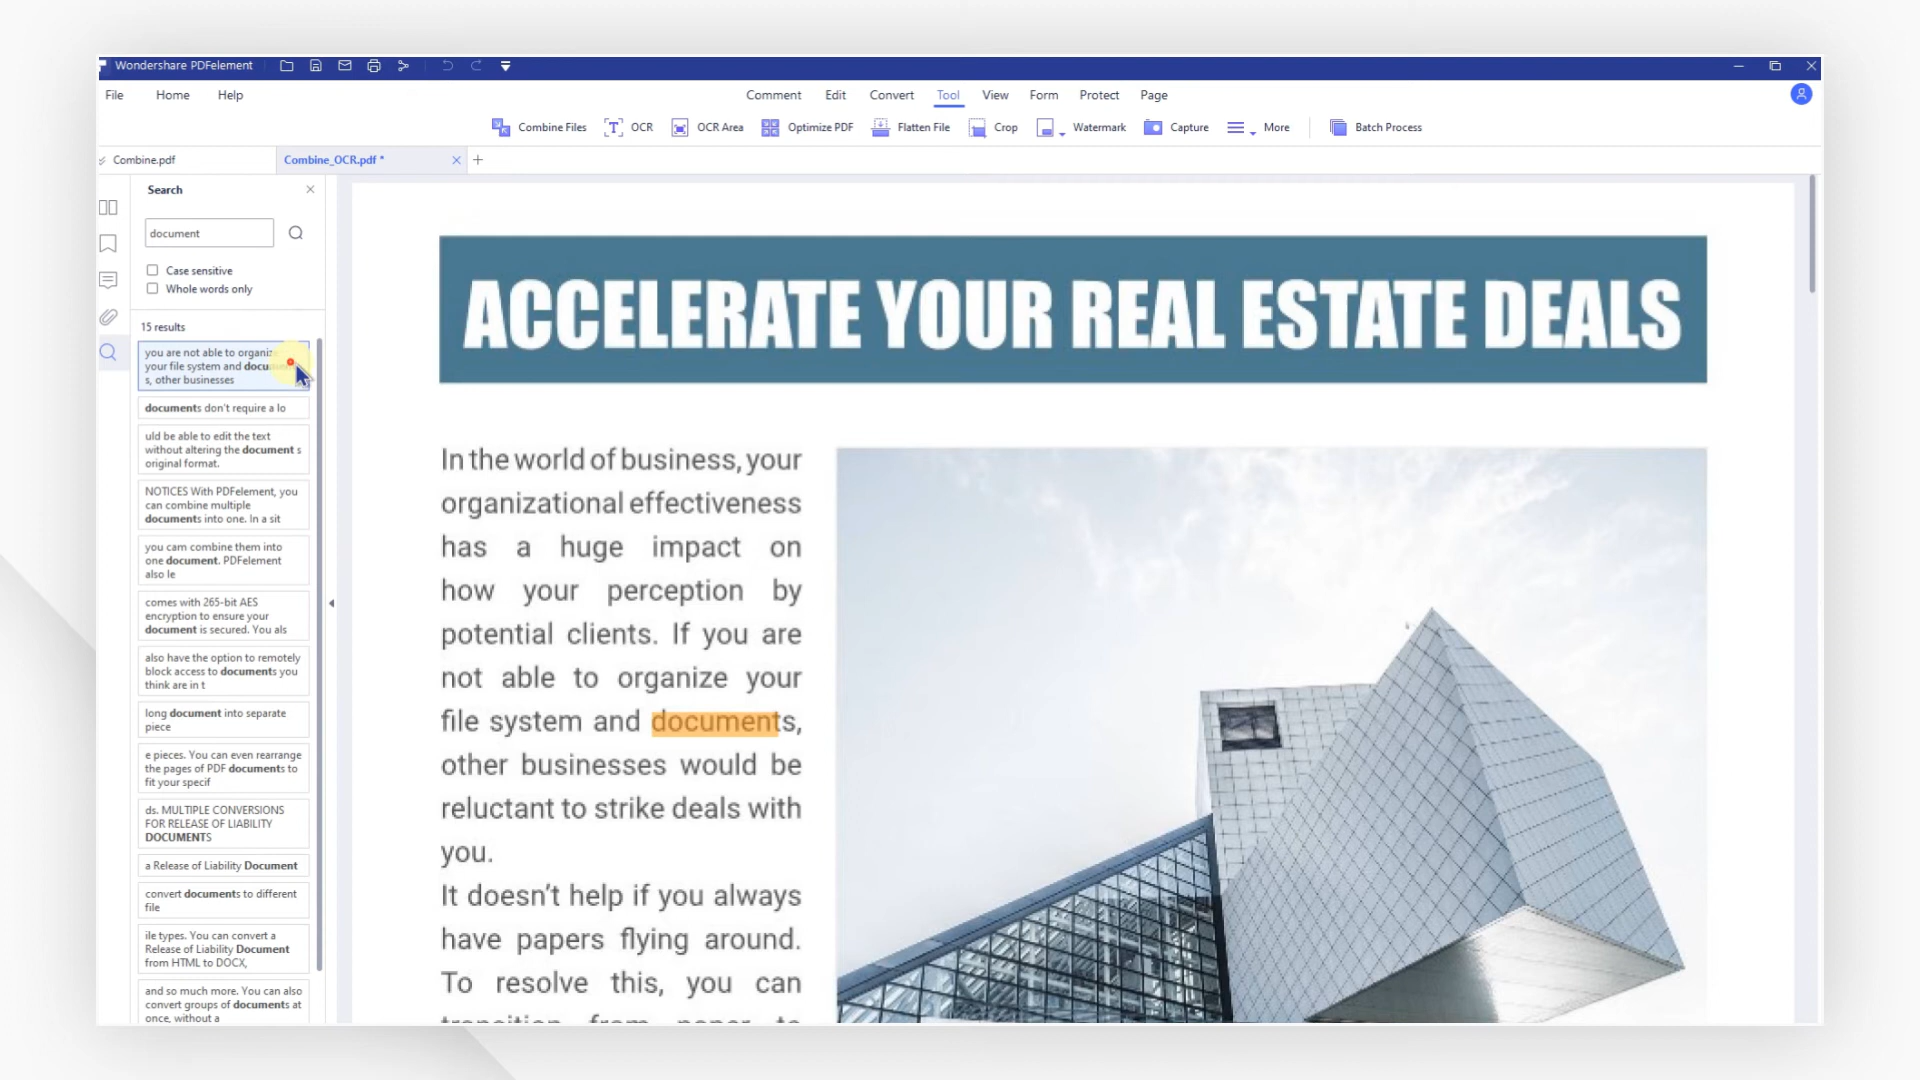 Wondershare PDFelement
File Home Help Comment Edit Convert Tool View Form Protect Page
Combine Files OCR OCR Area Optimize PDF Flatten File Crop Watermark Capture More Batch Process
Combine.pdf Combine_OCR.pdf *
Search
document
Case sensitive
Whole words only
15 results
you are not able to
your file system and
s, other businesses
documents don't require a lo
uld be able to edit the text
without altering the document s
original format.
NOTICES With PDFelement, you
can combine multiple
documents into one. In a sit
you cam combine them into
one document. PDFelement
also le
comes with 265-bit AES
encryption to ensure your
document is secured. You als
also have the option to remotely
block access to documents you
think are in t
long document into separate
piece
e pieces. You can even rearrange
the pages of PDF documents to
fit your specif
ds. MULTIPLE CONVERSIONS
FOR RELEASE OF LIABILITY
DOCUMENTS
a Release of Liability Document
convert documents to different
file
ile types. You can convert a
Release of Liability Document
from HTML to DOCX,
and so much more. You can also
convert groups of documents at
once, without a
ACCELERATE YOUR REAL ESTATE DEALS
In the world of business, your
organizational effectiveness
has a huge impact on
how your perception by
potential clients. If you are
not able to organize your
file system and documents,
other businesses would be
reluctant to strike deals with
you.
It doesn't help if you always
have papers flying around.
To resolve this, you can